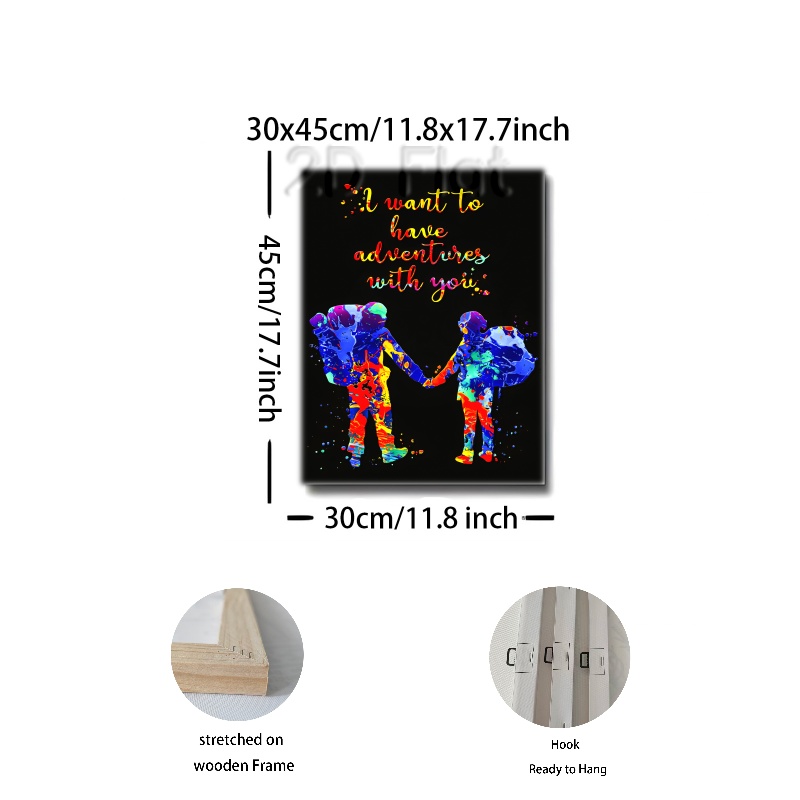 30x45cm/11.8x17.7inch
2D Flat
I want to
have
adventures
with you
45cm/17.7inch
30cm/11.8 inch
stretched on
wooden Frame
Hook
Ready to Hang